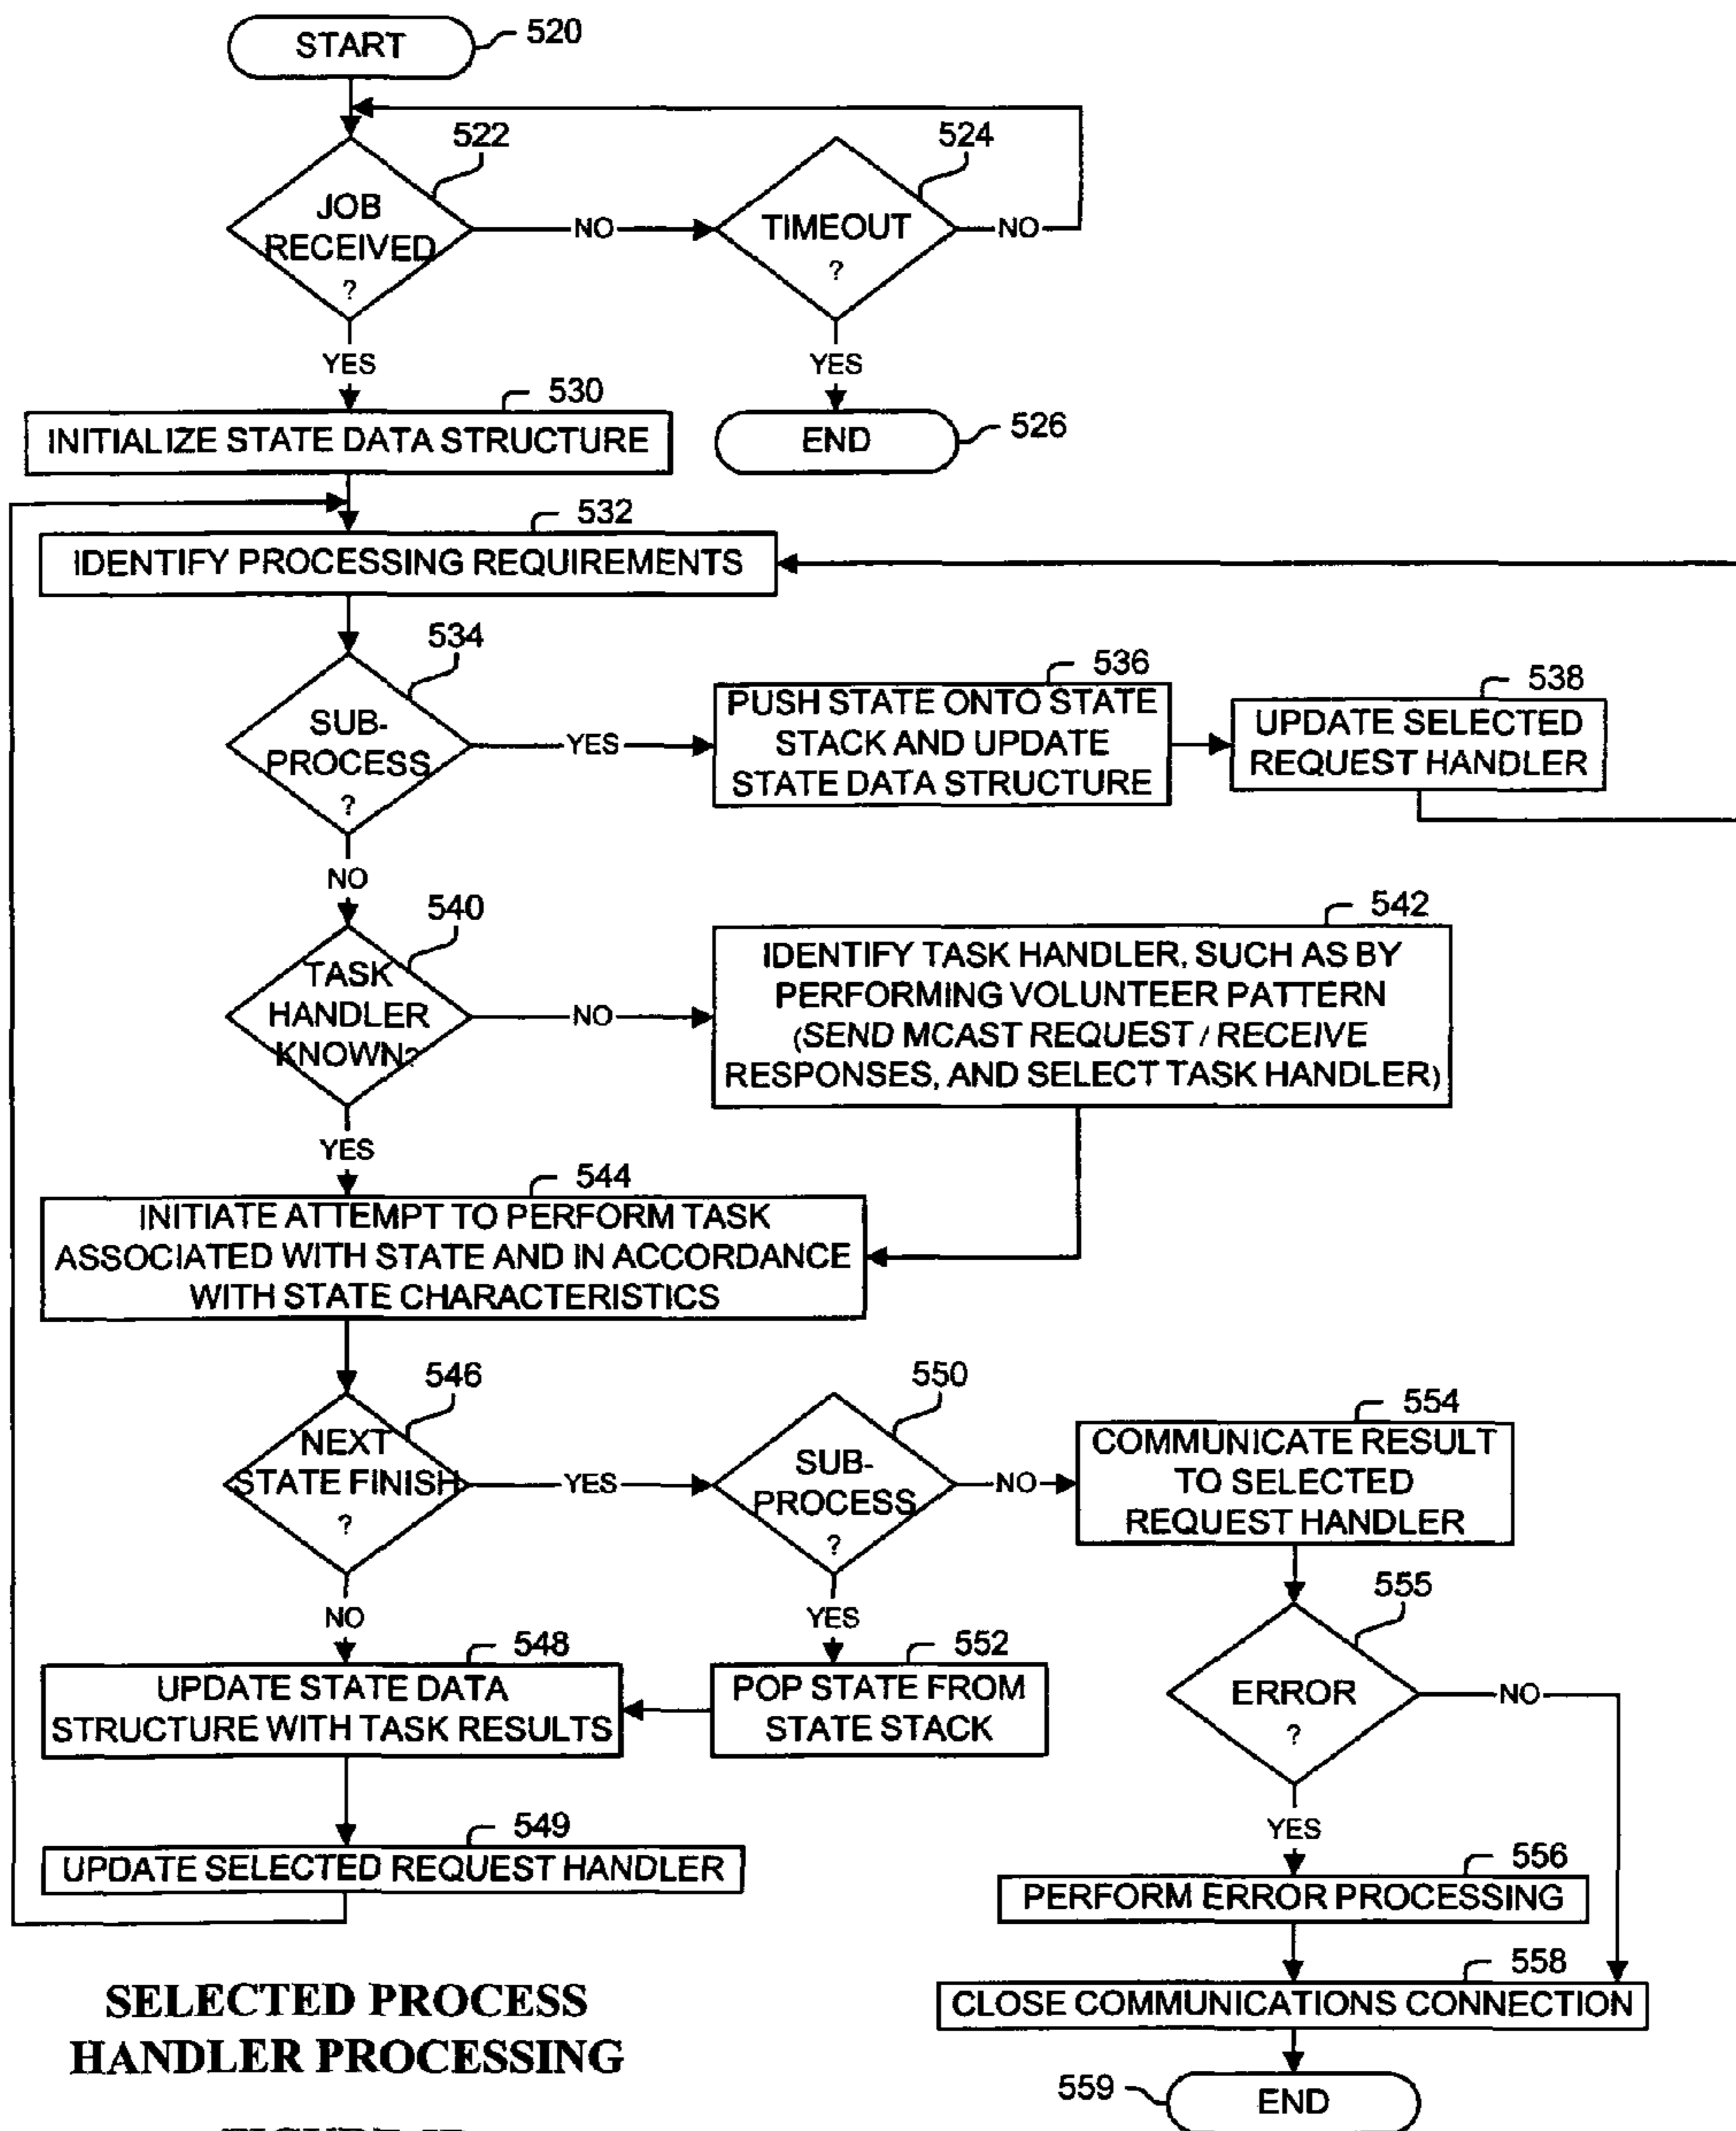 START
520
522
JOB
RECEIVED
?
NO
524
TIMEOUT
?
NO
YES
YES
530
INITIALIZE STATE DATA STRUCTURE
END
526
532
IDENTIFY PROCESSING REQUIREMENTS
534
SUB-
PROCESS
?
YES
536
PUSH STATE ONTO STATE
STACK AND UPDATE
STATE DATA STRUCTURE
538
UPDATE SELECTED
REQUEST HANDLER
NO
540
TASK
HANDLER
KNOWN?
NO
542
IDENTIFY TASK HANDLER, SUCH AS BY
PERFORMING VOLUNTEER PATTERN
(SEND MCAST REQUEST / RECEIVE
RESPONSES, AND SELECT TASK HANDLER)
YES
544
INITIATE ATTEMPT TO PERFORM TASK
ASSOCIATED WITH STATE AND IN ACCORDANCE
WITH STATE CHARACTERISTICS
546
NEXT
STATE FINISH
?
YES
550
SUB-
PROCESS
?
NO
554
COMMUNICATE RESULT
TO SELECTED
REQUEST HANDLER
NO
YES
555
ERROR
?
NO
548
UPDATE STATE DATA
STRUCTURE WITH TASK RESULTS
552
POP STATE FROM
STATE STACK
YES
549
UPDATE SELECTED REQUEST HANDLER
556
PERFORM ERROR PROCESSING
558
CLOSE COMMUNICATIONS CONNECTION
559
END
SELECTED PROCESS
HANDLER PROCESSING